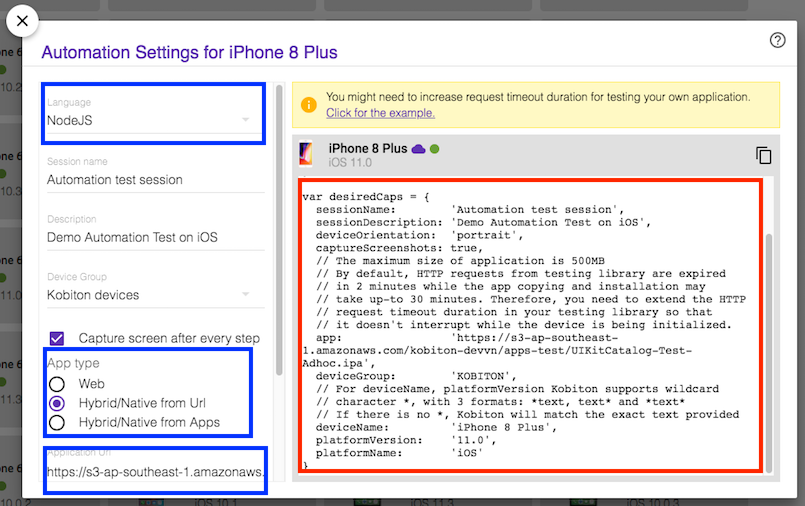 Automation Settings for iPhone 8 Plus
Language
NodeJS
Session name
Automation test session
Description
Demo Automation Test on iOS
Device Group
Kobiton devices
Capture screen after every step
App type
Web
Hybrid/Native from Url
Hybrid/Native from Apps
Application Url
https://s3-ap-southeast-1.amazonaws.
You might need to increase request timeout duration for testing your own application.
Click for the example.
iPhone 8 Plus
iOS 11.0
var desiredCaps = {
sessionName: 'Automation test session',
sessionDescription: 'Demo Automation Test on iOS',
deviceOrientation: 'portrait',
captureScreenshots: true,
// The maximum size of application is 500MB
// By default, HTTP requests from testing library are expired
// in 2 minutes while the app copying and installation may
// take up-to 30 minutes. Therefore, you need to extend the HTTP
// request timeout duration in your testing library so that
// it doesn't interrupt while the device is being initialized.
app: 'https://s3-ap-southeast-
1.amazonaws.com/kobiton-devvn/apps-test/UIKitCatalog-Test-
Adhoc.ipa',
deviceGroup: 'KOBITON',
// For deviceName, platformVersion Kobiton supports wildcard
// character *, with 3 formats: *text, text* and *text*
// If there is no *, Kobiton will match the exact text provided
deviceName: 'iPhone 8 Plus',
platformVersion: '11.0',
platformName: 'iOS'
}
iOS 10.1
iOS 11.3
iOS 10.0.3